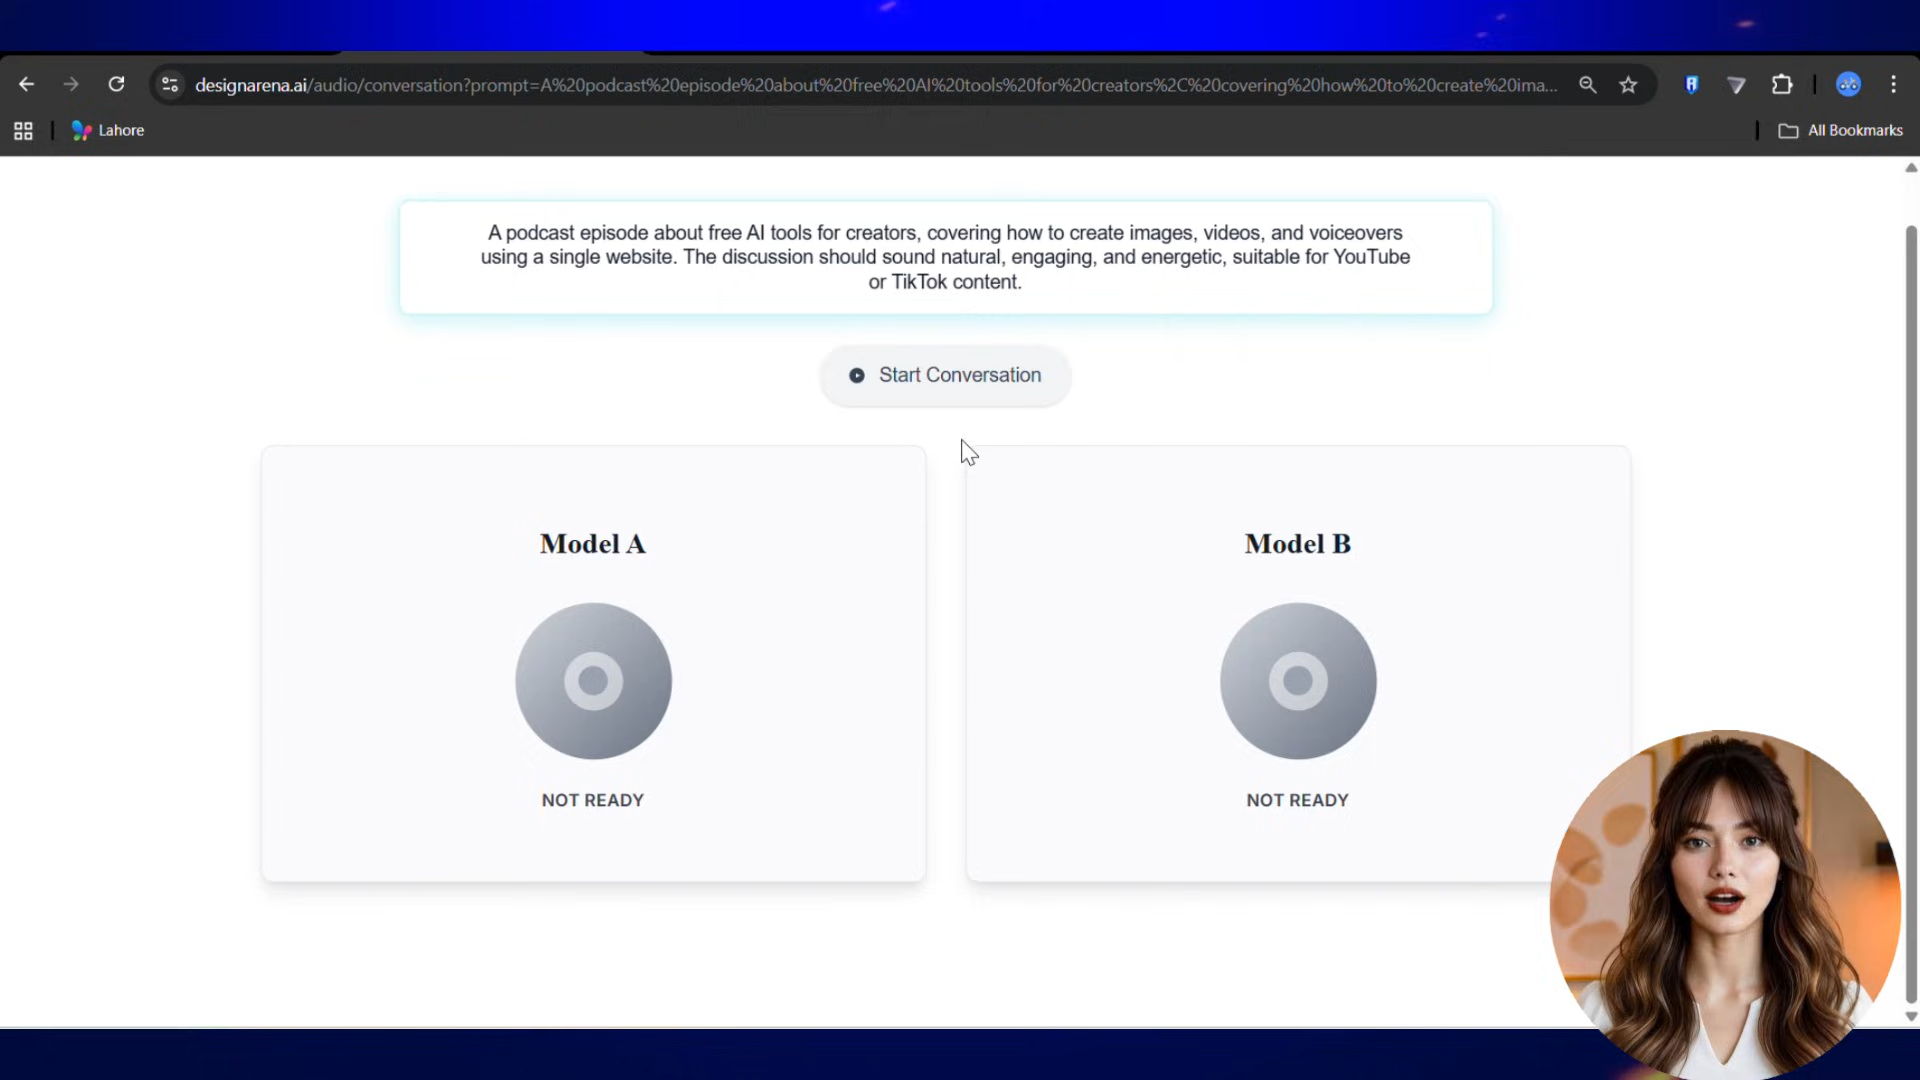 designarena.ai/audio/conversation?prompt=A%20podcast%20episode%20about%20free%20AI%20tools%20for%20creators%2C%20covering%20how%20to%20create%20ima...
Lahore
All Bookmarks
A podcast episode about free AI tools for creators, covering how to create images, videos, and voiceovers
using a single website. The discussion should sound natural, engaging, and energetic, suitable for YouTube
or TikTok content.
Start Conversation
Model A
Model B
NOT READY
NOT READY